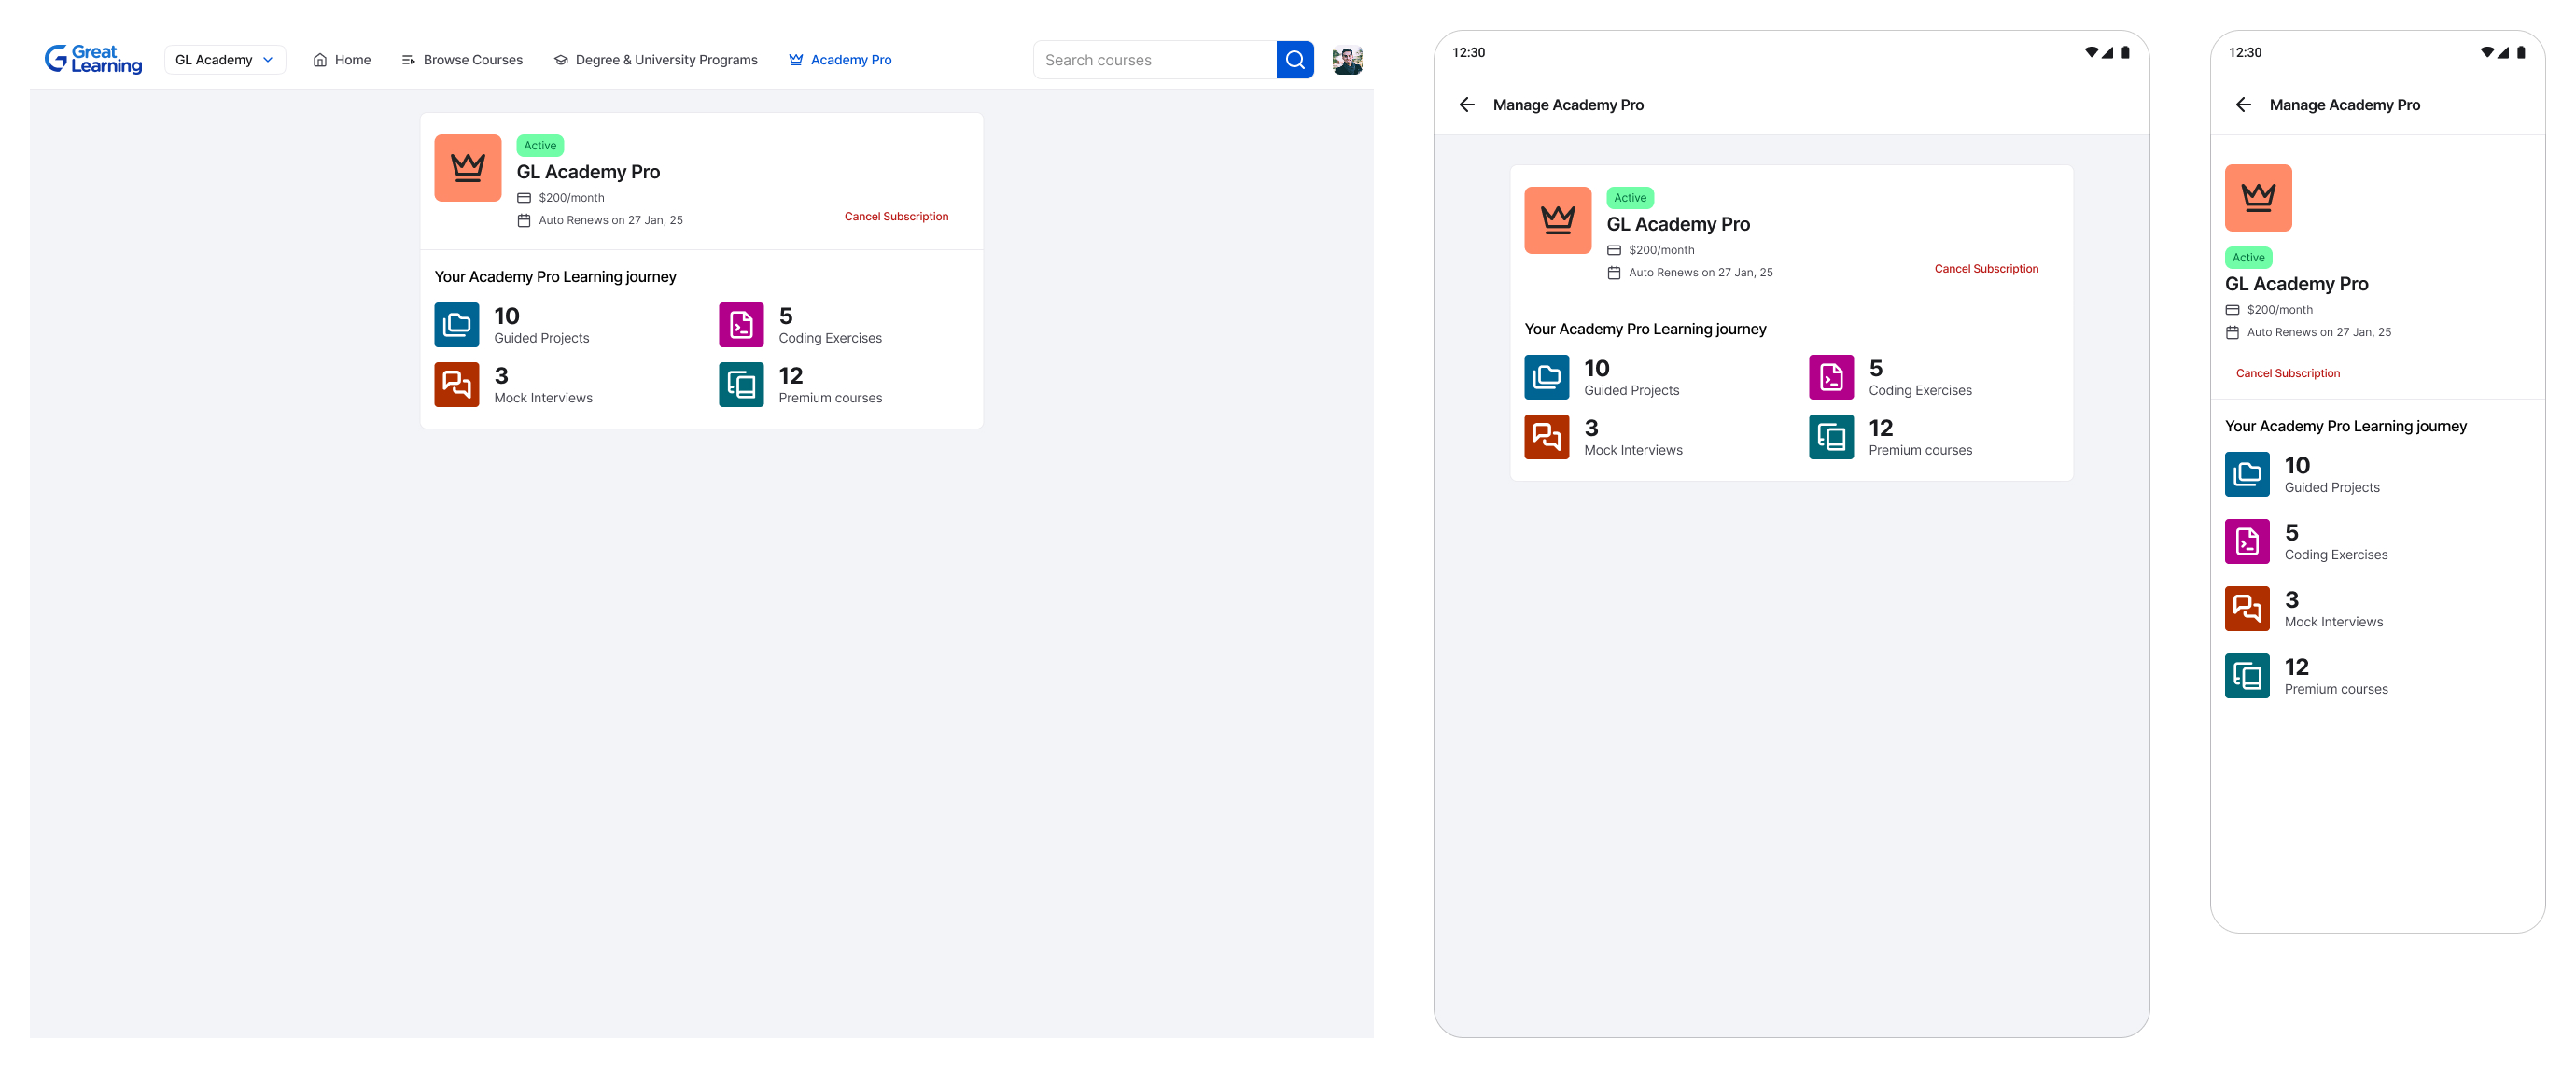 Great Learning
GL Academy
Home
Browse Courses
Degree & University Programs
Academy Pro
Search courses
Active
GL Academy Pro
$200/month
Auto Renews on 27 Jan, 25
Cancel Subscription
Your Academy Pro Learning journey
10
Guided Projects
5
Coding Exercises
3
Mock Interviews
12
Premium courses
12:30
Manage Academy Pro
Active
GL Academy Pro
$200/month
Auto Renews on 27 Jan, 25
Cancel Subscription
Your Academy Pro Learning journey
10
Guided Projects
5
Coding Exercises
3
Mock Interviews
12
Premium courses
12:30
Manage Academy Pro
Active
GL Academy Pro
$200/month
Auto Renews on 27 Jan, 25
Cancel Subscription
Your Academy Pro Learning journey
10
Guided Projects
5
Coding Exercises
3
Mock Interviews
12
Premium courses